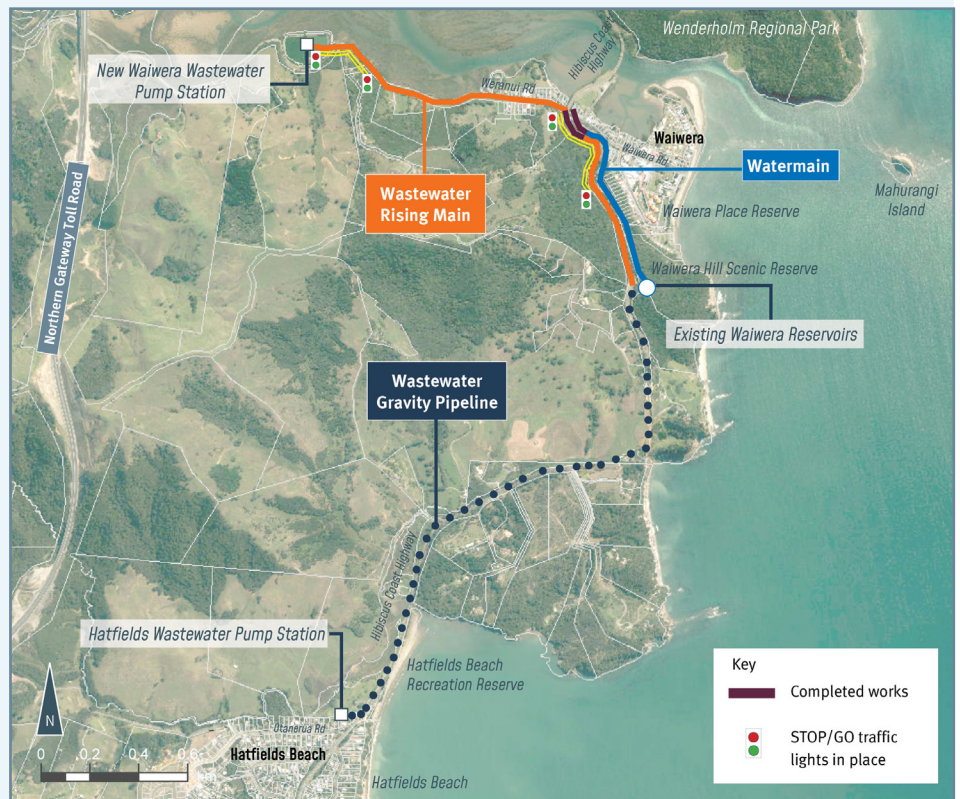 Wenderholm Regional Park
Hibiscus Coast
Highway
New Waiwera Wastewater
Pump Station
Weranui Rd
Waiwera
Waiwera Rd
Watermain
Mahurangi
Island
Wastewater
Rising Main
Waiwera Place Reserve
Northern Gateway Toll Road
Waiwera Hill Scenic Reserve
Existing Waiwera Reservoirs
Wastewater
Gravity Pipeline
Hibiscus Coast Highway
Hatfields Wastewater Pump Station
Hatfields Beach
Recreation Reserve
Otanerua Rd
Hatfields Beach
Hatfields Beach
N
0 0.2 0.4 0.6
Key
Completed works
STOP/GO traffic
lights in place